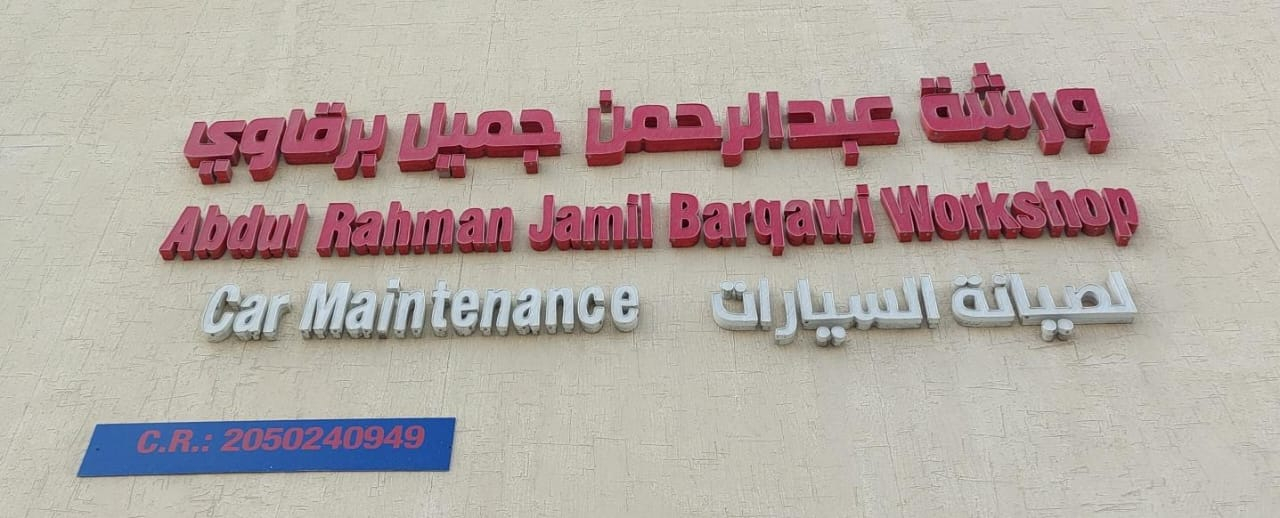 ورشة عبدالرحمن جميل برقاوي
Abdul Rahman Jamil Barqawi Workshop
Car Maintenance لصيانة السيارات
C.R.: 2050240949